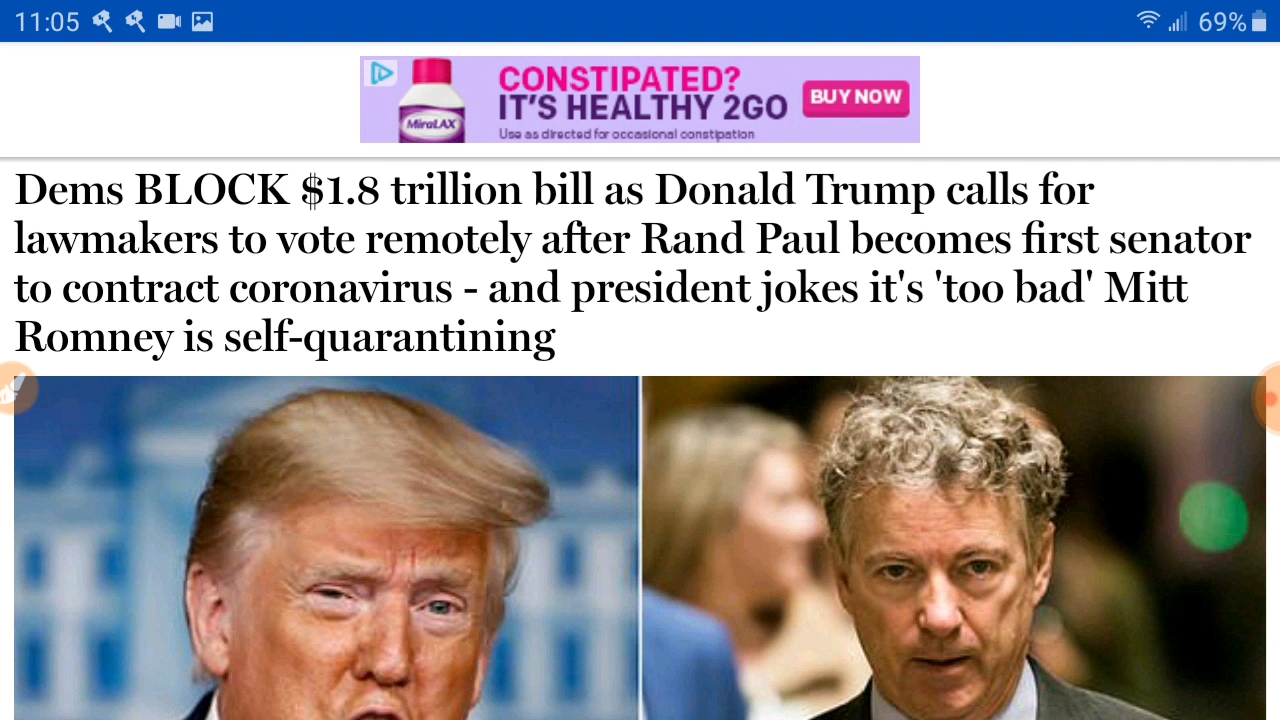 11:05
69%
CONSTIPATED?
IT'S HEALTHY 2GO
BUY NOW
MiraLAX
Use as directed for occasional constipation
Dems BLOCK $1.8 trillion bill as Donald Trump calls for
lawmakers to vote remotely after Rand Paul becomes first senator
to contract coronavirus - and president jokes it's 'too bad' Mitt
Romney is self-quarantining